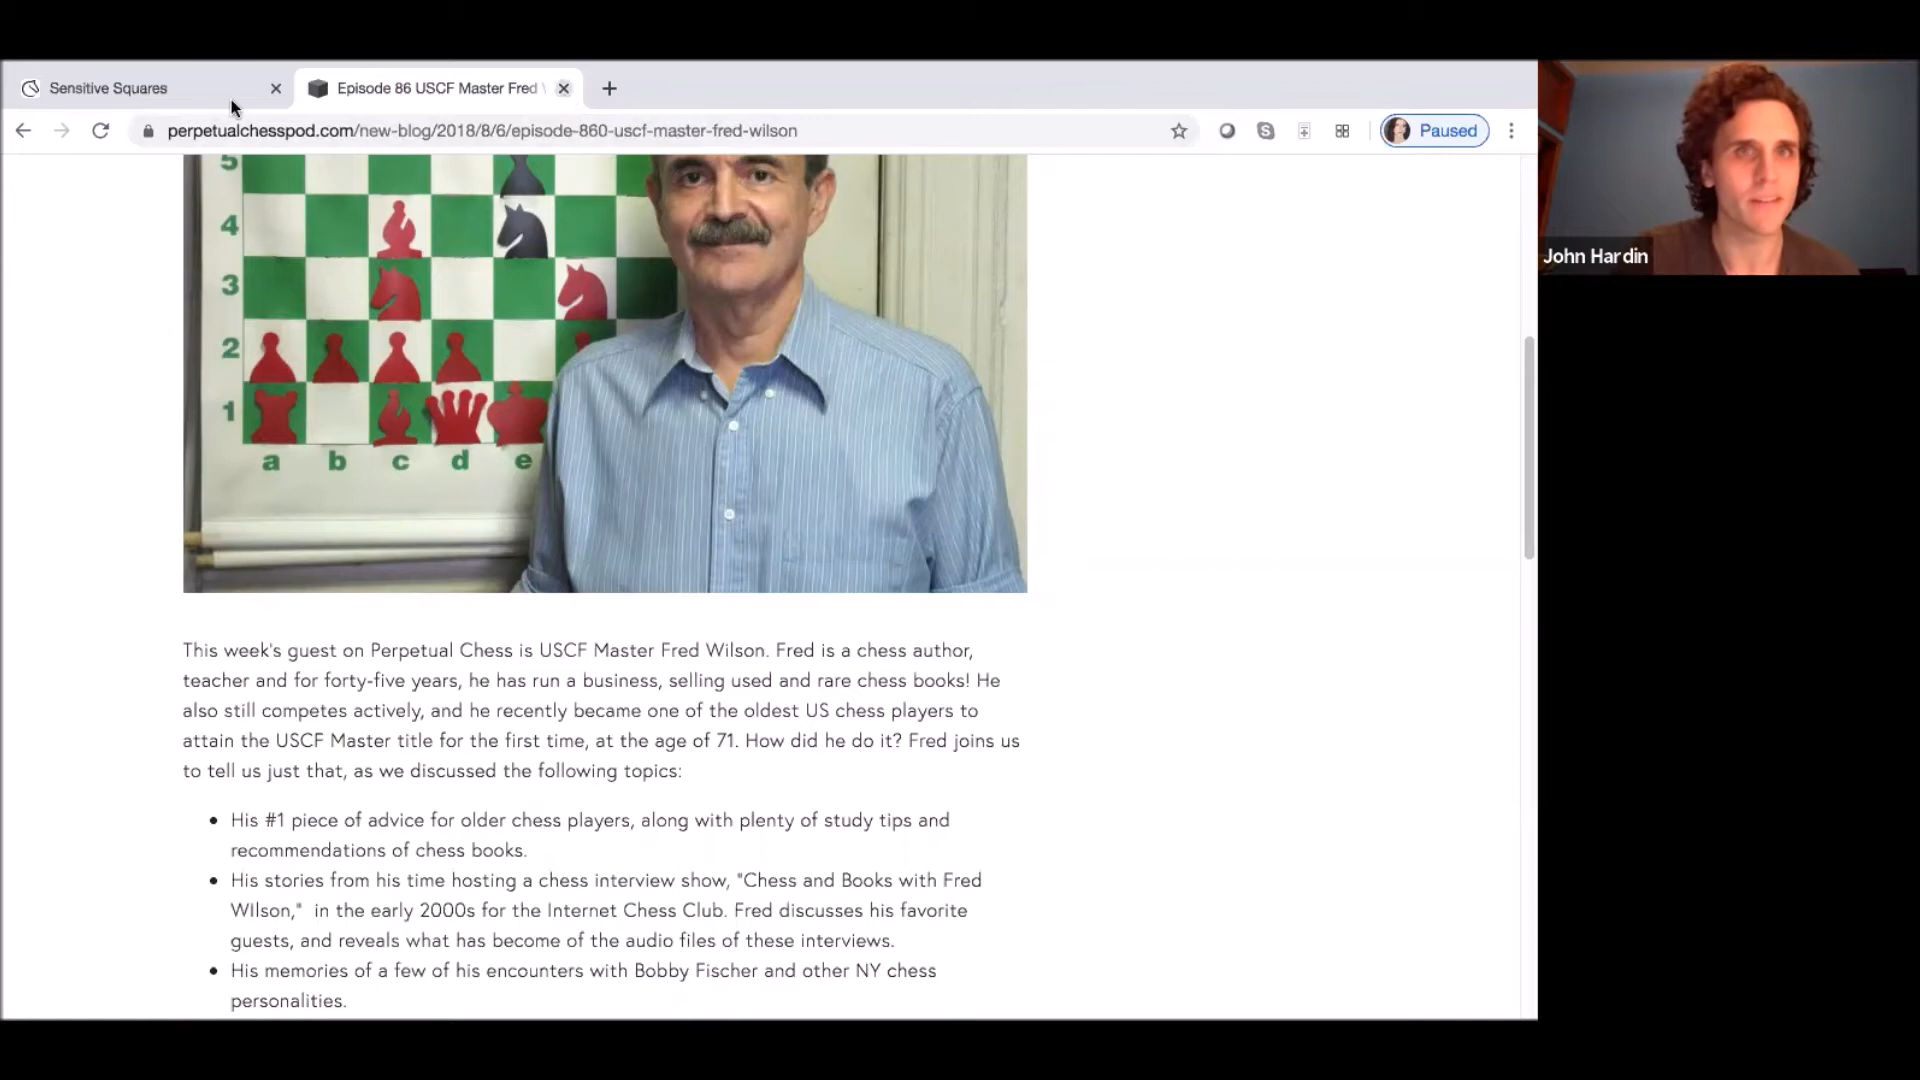 Sensitive Squares
Episode 86 USCF Master Fred
perpetualchesspod.com/new-blog/2018/8/6/episode-860-uscf-master-fred-wilson
Paused
John Hardin
5
4
3
2
1
a b c d e
This week's guest on Perpetual Chess is USCF Master Fred Wilson. Fred is a chess author,
teacher and for forty-five years, he has run a business, selling used and rare chess books! He
also still competes actively, and he recently became one of the oldest US chess players to
attain the USCF Master title for the first time, at the age of 71. How did he do it? Fred joins us
to tell us just that, as we discussed the following topics:
• His #1 piece of advice for older chess players, along with plenty of study tips and
recommendations of chess books.
• His stories from his time hosting a chess interview show, "Chess and Books with Fred
WIlson," in the early 2000s for the Internet Chess Club. Fred discusses his favorite
guests, and reveals what has become of the audio files of these interviews.
• His memories of a few of his encounters with Bobby Fischer and other NY chess
personalities.